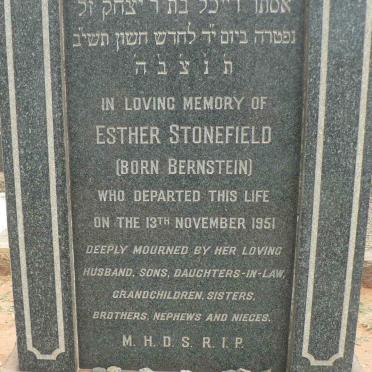 אסתר רייכל בת ר׳ יצחק ז״ל
נפטרה ביום י״ד לחדש חשון תשי״ב
ת נ צ ב ה
IN LOVING MEMORY OF
ESTHER STONEFIELD
(BORN BERNSTEIN)
WHO DEPARTED THIS LIFE
ON THE 13TH NOVEMBER 1951
DEEPLY MOURNED BY HER LOVING
HUSBAND, SONS, DAUGHTERS-IN-LAW,
GRANDCHILDREN, SISTERS,
BROTHERS, NEPHEWS AND NIECES.
M. H. D. S. R. I. P.